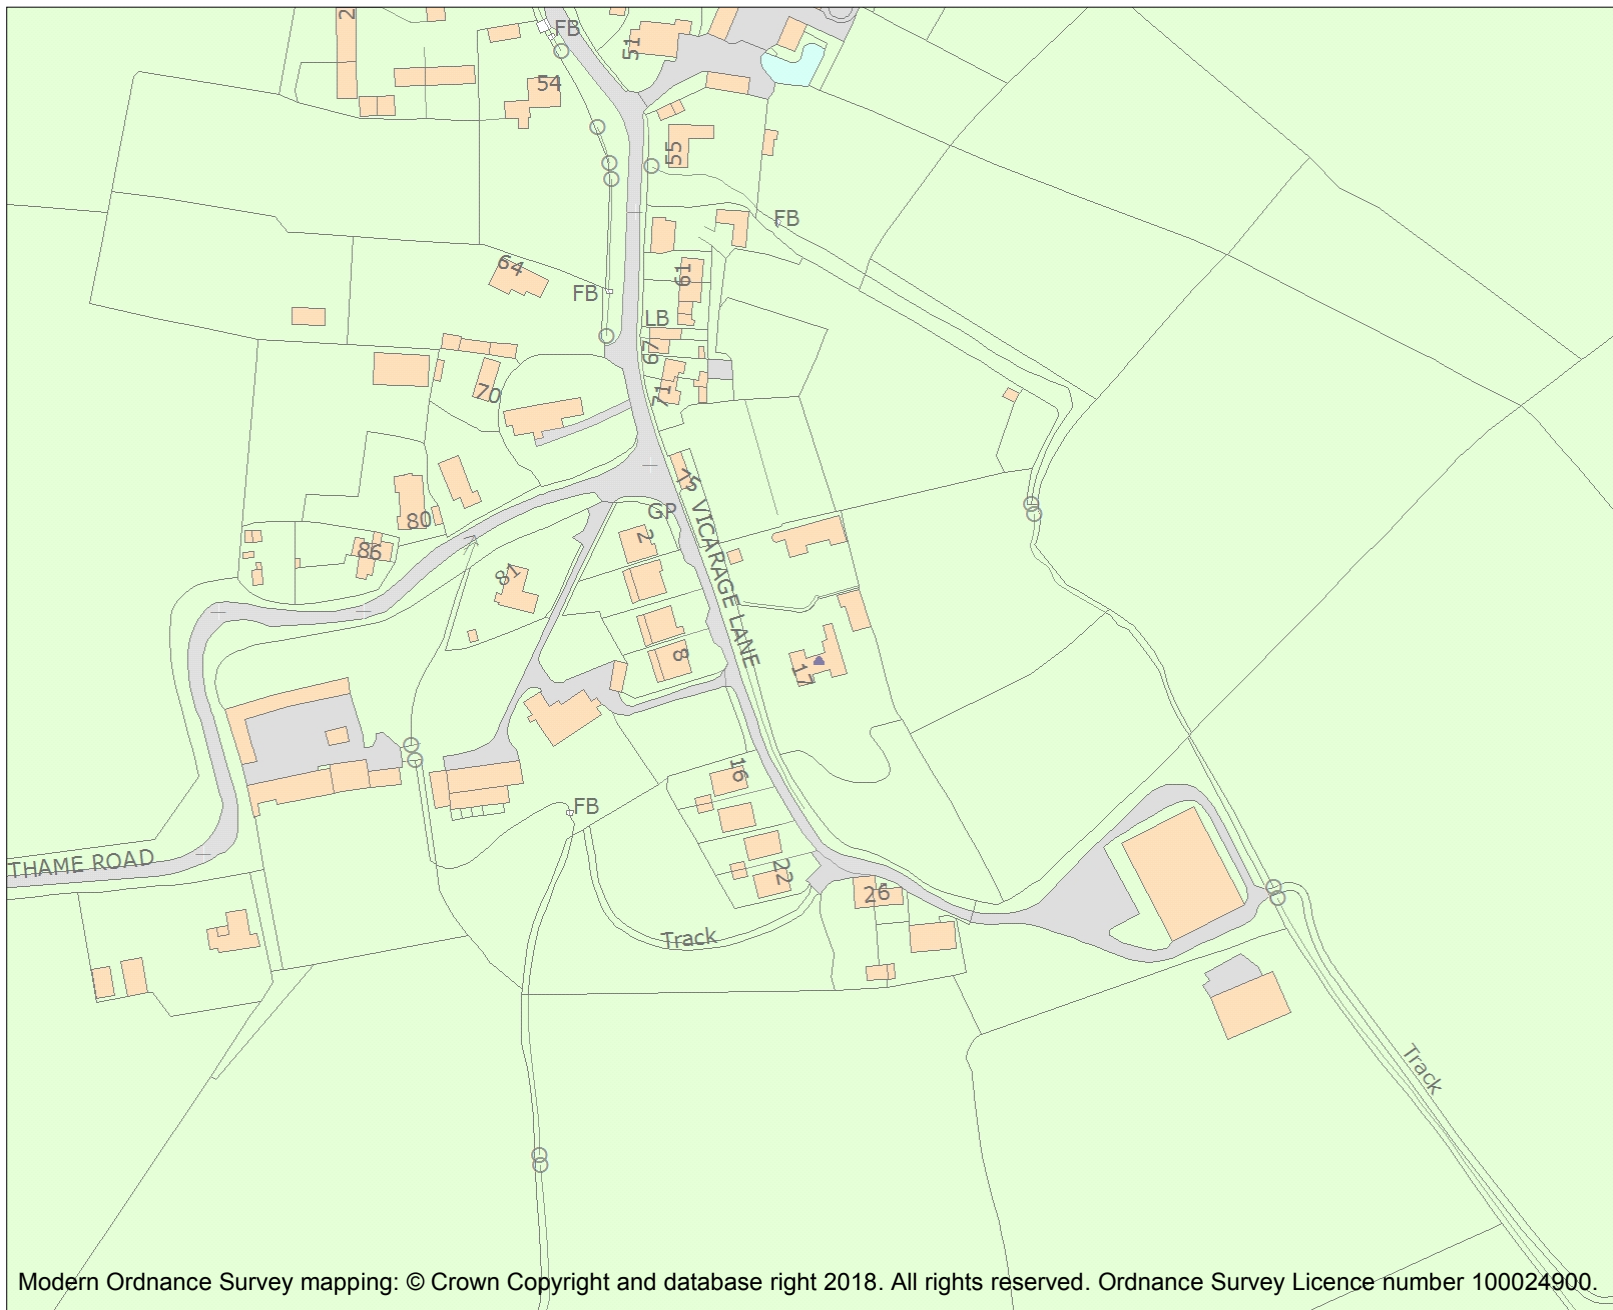 2
FB
51
54
55
FB
64
61
FB
LB
67
70
71
75
80
GP
2
86
81
VICARAGE LANE
8
17
16
FB
THAME ROAD
22
26
Track
Track
Modern Ordnance Survey mapping: © Crown Copyright and database right 2018. All rights reserved. Ordnance Survey Licence number 100024900.